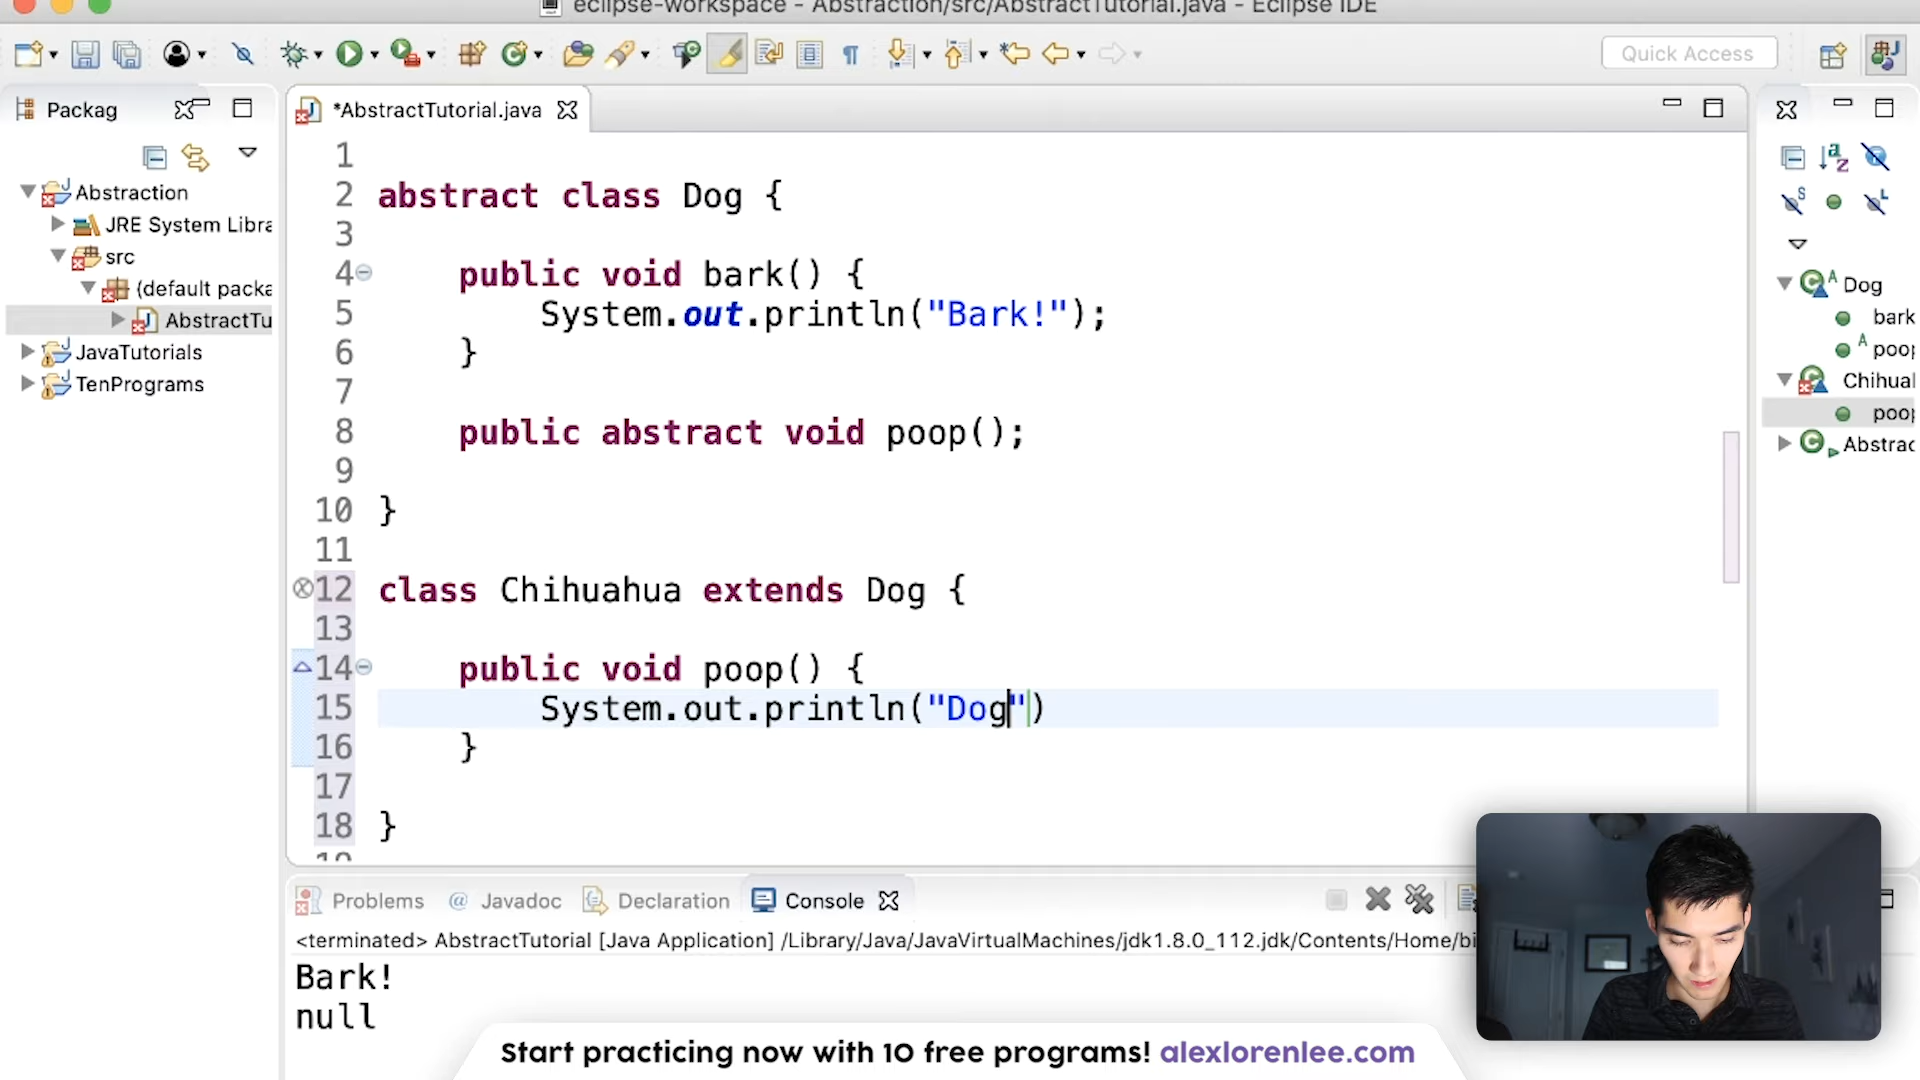 eclipse-workspace - Abstraction/src/AbstractTutorial.java - Eclipse IDE
Quick Access
Packag
*AbstractTutorial.java
Abstraction
JRE System Libra
src
(default packa
AbstractTu
JavaTutorials
TenPrograms
1
2 abstract class Dog {
3
4 public void bark() {
5 System.out.println("Bark!");
6 }
7
8 public abstract void poop();
9
10 }
11
12 class Chihuahua extends Dog {
13
14 public void poop() {
15 System.out.println("Dog")
16 }
17
18 }
Dog
bark
poop
Chihual
poop
Abstrac
Problems @ Javadoc Declaration Console
<terminated> AbstractTutorial [Java Application] /Library/Java/JavaVirtualMachines/jdk1.8.0_112.jdk/Contents/Home/bi
Bark!
null
Start practicing now with 10 free programs! alexlorenlee.com